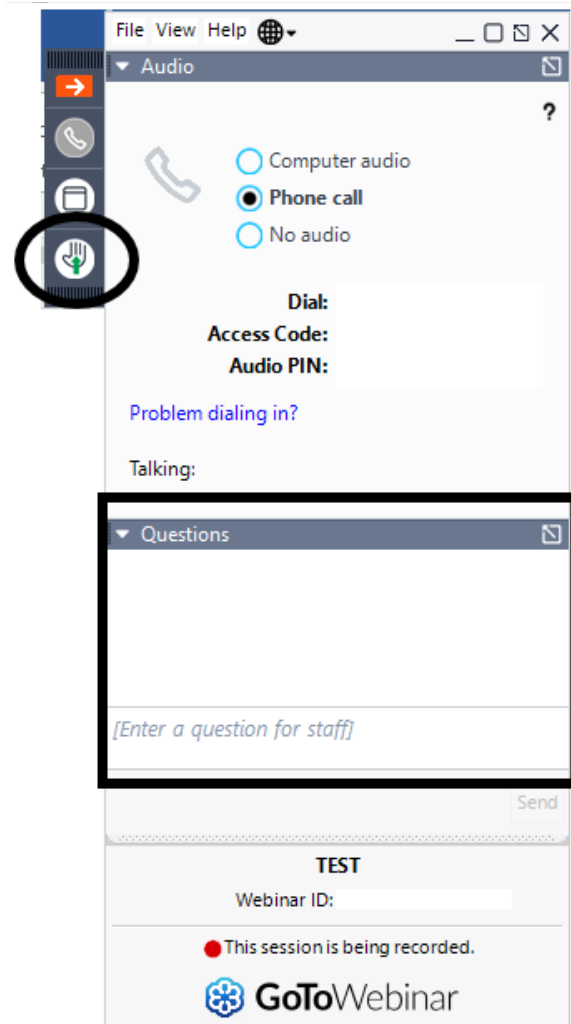 File View Help
Audio
?
Computer audio
Phone call
No audio
Dial:
Access Code:
Audio PIN:
Problem dialing in?
Talking:
Questions
[Enter a question for staff]
Send
TEST
Webinar ID:
This session is being recorded.
GoToWebinar